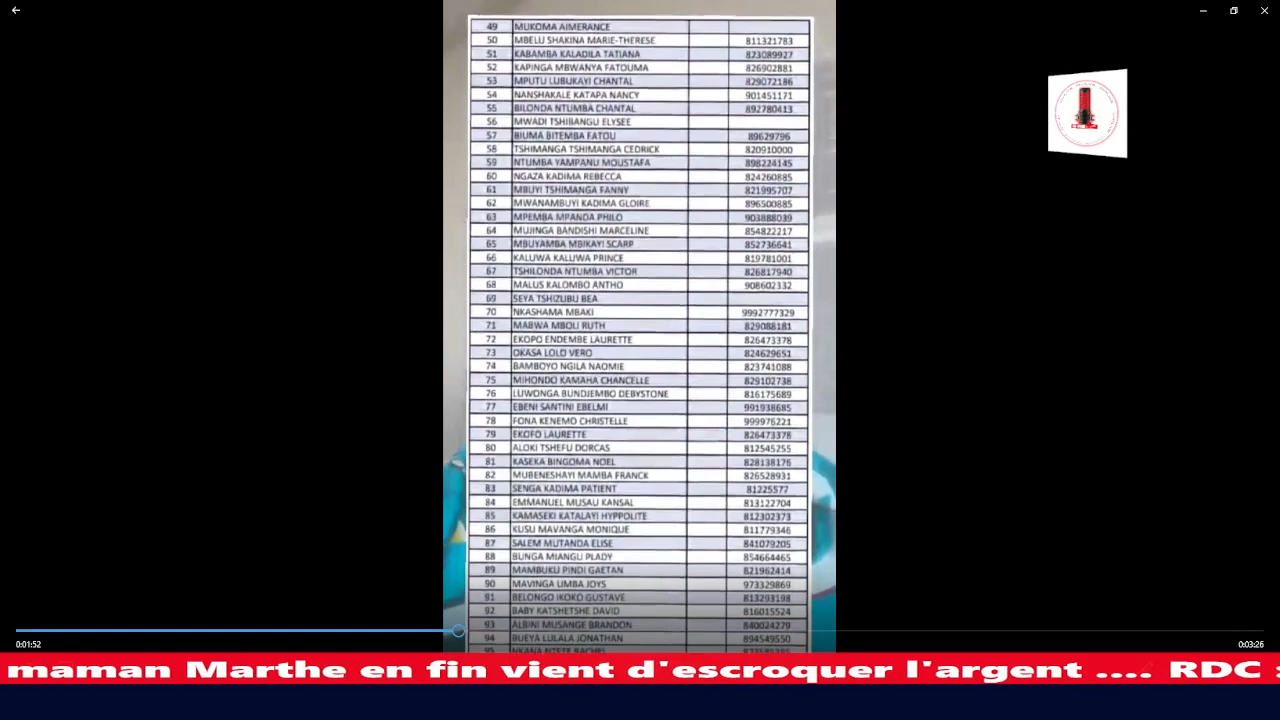 49 MUKOMA AIMERANCE
50 MBELU SHAKINA MARIE-THERESE 811321783
51 KABAMBA KALADILA TATIANA 823089927
52 KAPINGA MBWANYA FATOUMA 826902881
53 MPUTU LUBUKAYI CHANTAL 829072186
54 NANSHAKALE KATAPA NANCY 901451171
55 BILONDA NTUMBA CHANTAL 892780413
56 MWADI TSHIBANGU ELYSEE
57 BIUMA BITEMBA FATOU 89629796
58 TSHIMANGA TSHIMANGA CEDRICK 820910000
59 NTUMBA YAMPANU MOUSTAFA 898224145
60 NGAZA KADIMA REBECCA 824260885
61 MBUYI TSHIMANGA FANNY 821995707
62 MWANAMBUYI KADIMA GLOIRE 896500885
63 MPEMBA MPANDA PHILO 903888039
64 MUJINGA BANDISHI MARCELINE 854822217
65 MBUYAMBA MBIKAYI SCARP 852736641
66 KALUWA KALUWA PRINCE 819781001
67 TSHILONDA NTUMBA VICTOR 826817940
68 MALUS KALOMBO ANTHO 908602332
69 SEYA TSHIZUBU BEA
70 NKASHAMA MBAKI 9992777329
71 MABWA MBOLI RUTH 829088181
72 EKOPO ENDEMBE LAURETTE 826473378
73 OKASA LOLO VERO 824629651
74 BAMBOYO NGILA NAOMIE 823741088
75 MIHONDO KAMAHA CHANCELLE 829102738
76 LUWONGA BUNDJEMBO DEBYSTONE 816175689
77 EBENI SANTINI EBELMI 991938685
78 FONA KENEMO CHRISTELLE 999976221
79 EKOFO LAURETTE 826473378
80 ALOKI TSHEFU DORCAS 812545255
81 KASEKA BINGOMA NOEL 828138176
82 MUBENESHAYI MAMBA FRANCK 826528931
83 SENGA KADIMA PATIENT 81225577
84 EMMANUEL MUSAU KANSAL 813122704
85 KAMASEKI KATALAYI HYPPOLITE 812302373
86 KUSU MAVANGA MONIQUE 811779346
87 SALEM MUTANDA ELISE 841079205
88 BUNGA MIANGU PLADY 854664465
89 MAMBUKU PINDI GAETAN 821962414
90 MAVINGA UMBA JOYS 973329869
91 BELONGO IKOKO GUSTAVE 813293198
92 BABY KATSHETSHE DAVID 816015524
93 ALBINI MUSANGE BRANDON 840024279
94 BUEYA LULALA JONATHAN 894549550
95 NKANA NTETE RACHEL
0:01:52 0:03:26
maman Marthe en fin vient d'escroquer l'argent .... RDC :